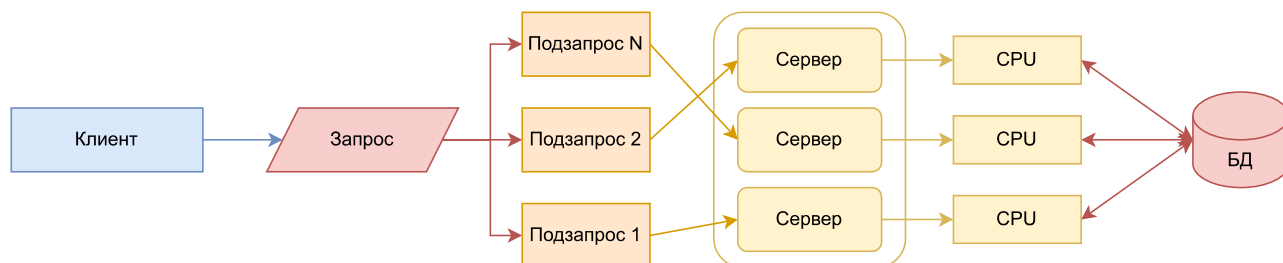 Клиент
Запрос
Подзапрос N
Подзапрос 2
Подзапрос 1
Сервер
Сервер
Сервер
CPU
CPU
CPU
БД